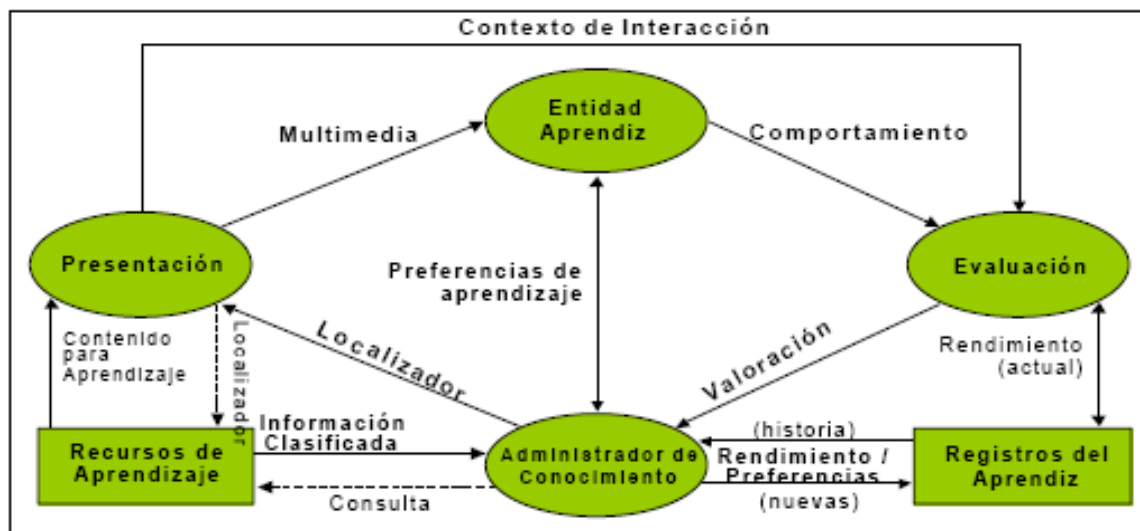 Contexto de Interacción
Entidad
Aprendiz
Multimedia
Comportamiento
Presentación
Preferencias de
aprendizaje
Evaluación
Contenido
para
Aprendizaje
Localizador
Localizador
Valoración
Rendimiento
(actual)
Recursos de
Aprendizaje
Información
Clasificada
Consulta
Administrador de
Conocimiento
(historia)
Rendimiento /
Preferencias
(nuevas)
Registros del
Aprendiz